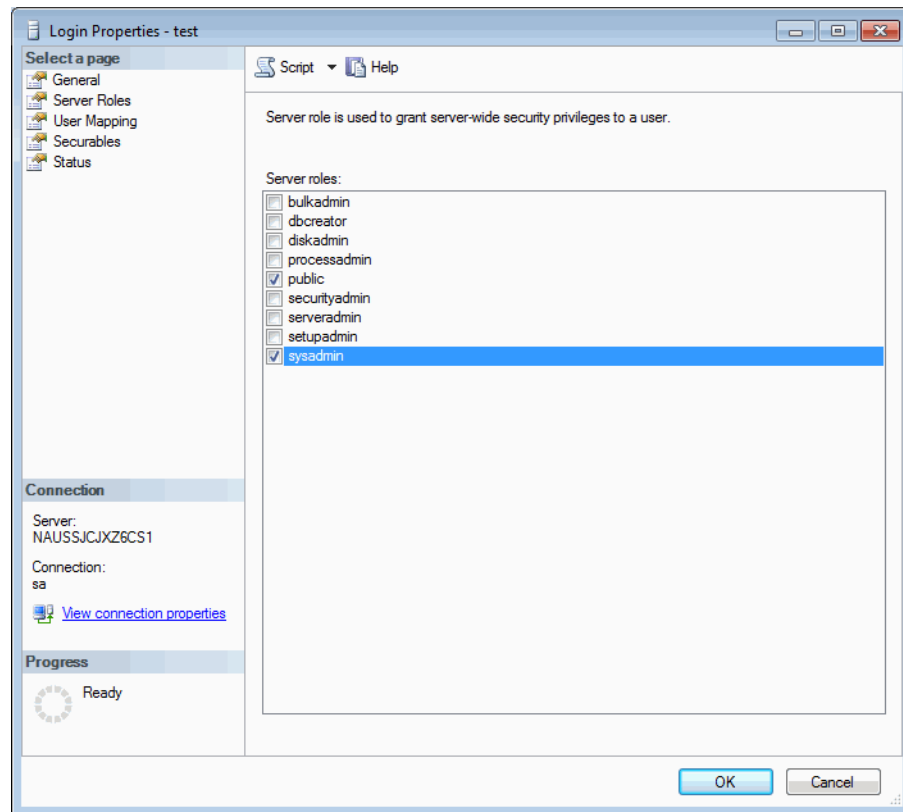 Login Properties - test
Select a page
General
Server Roles
User Mapping
Securables
Status
Script
Help
Server role is used to grant server-wide security privileges to a user.
Server roles:
bulkadmin
dbcreator
diskadmin
processadmin
public
securityadmin
serveradmin
setupadmin
sysadmin
Connection
Server:
NAUSSJCJXZ6CS1
Connection:
sa
View connection properties
Progress
Ready
OK
Cancel